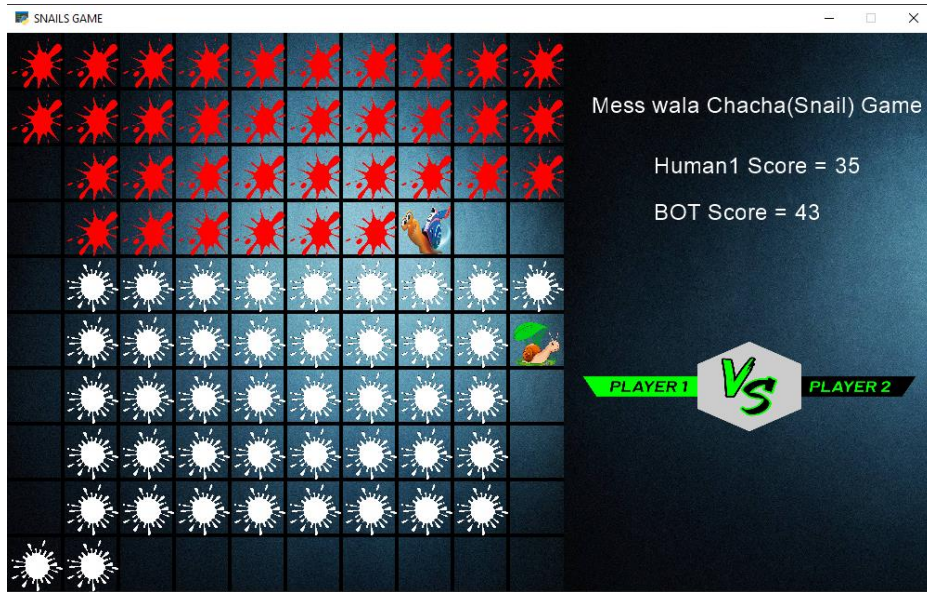 SNAILS GAME
Mess wala Chacha(Snail) Game
Human1 Score = 35
BOT Score = 43
PLAYER 1 VS PLAYER 2